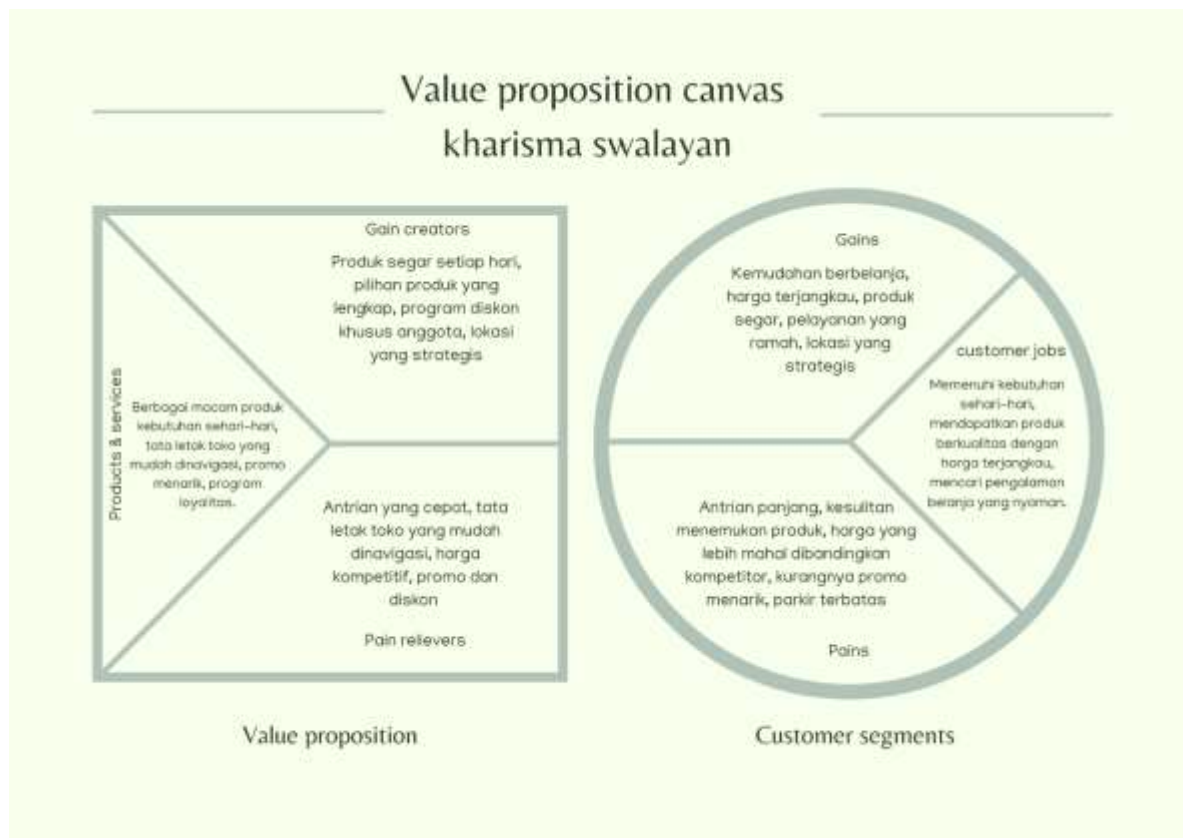 Value proposition canvas
kharisma swalayan
Gain creators
Produk segar setiap hari,
pilihan produk yang
lengkap, program diskon
khusus anggota, lokasi
yang strategis
Products & services
Berbagai macam produk
kebutuhan sehari-hari,
tata letak toko yang
mudah dinavigasi, promo
menarik, program
loyalitas.
Antrian yang cepat, tata
letak toko yang mudah
dinavigasi, harga
kompetitif, promo dan
diskon
Pain relievers
Value proposition
Gains
Kemudahan berbelanja,
harga terjangkau, produk
segar, pelayanan yang
ramah, lokasi yang
strategis
customer jobs
Memenuhi kebutuhan
sehari-hari,
mendapatkan produk
berkualitas dengan
harga terjangkau,
mencari pengalaman
belanja yang nyaman.
Antrian panjang, kesulitan
menemukan produk, harga yang
lebih mahal dibandingkan
kompetitor, kurangnya promo
menarik, parkir terbatas
Pains
Customer segments